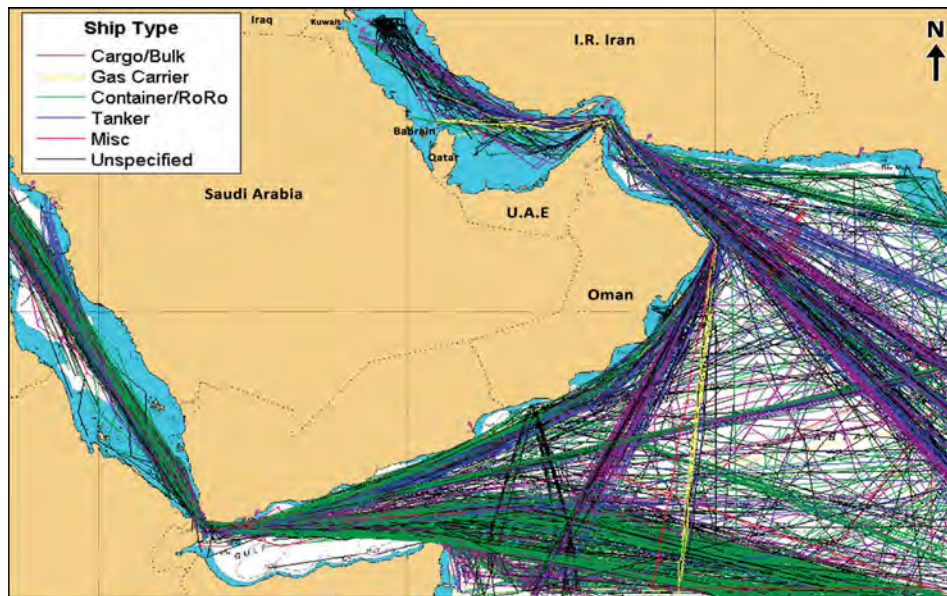 Ship Type
Cargo/Bulk
Gas Carrier
Container/RoRo
Tanker
Misc
Unspecified
Iraq
Kuwait
I.R. Iran
N
Bahrain
Qatar
Saudi Arabia
U.A.E
Oman
GULF